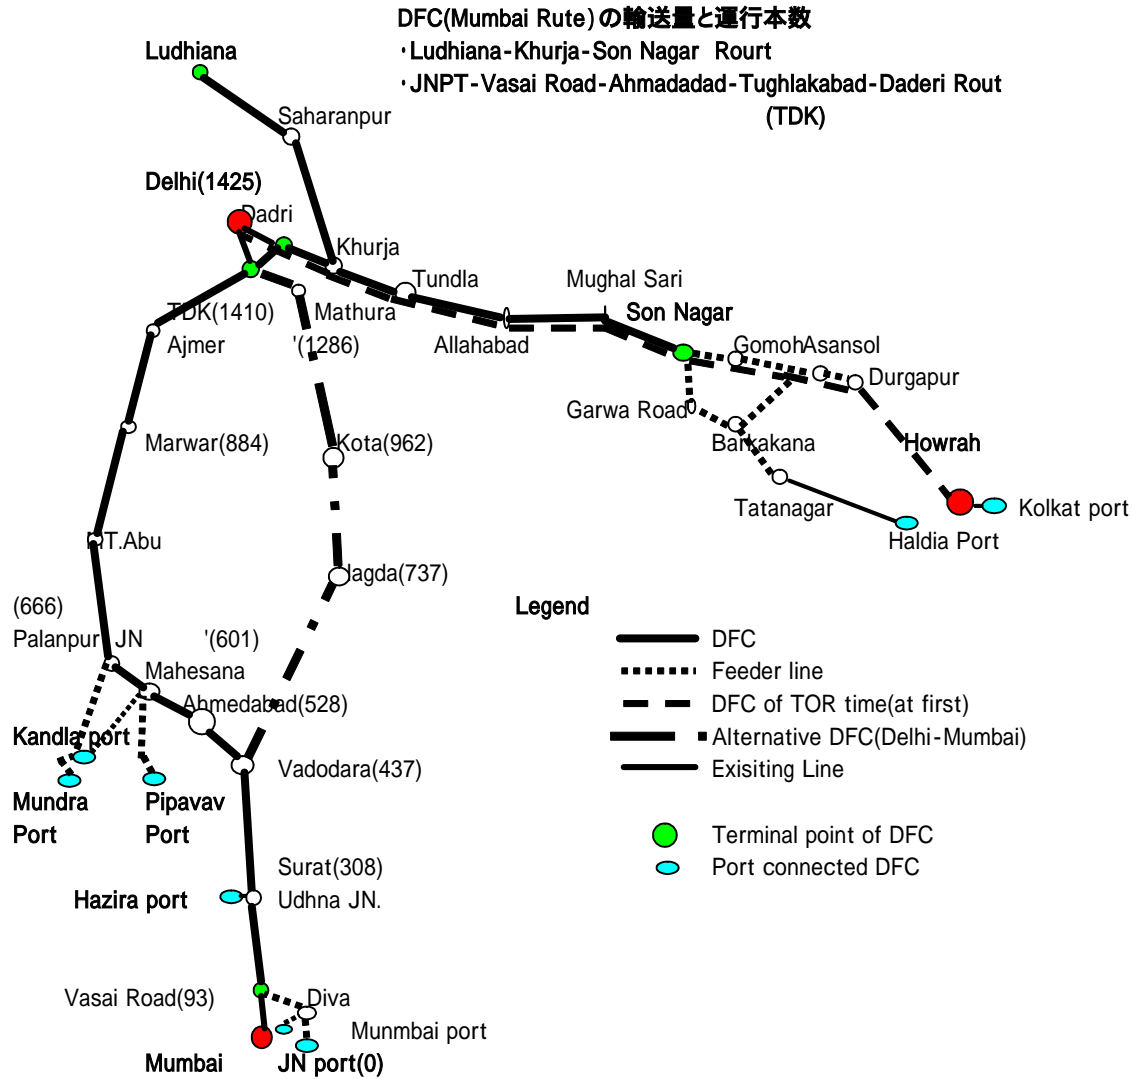 DFC(Mumbai Rute)の輸送量と運行本数
・Ludhiana-Khurja-Son Nagar Rourt
・JNPT-Vasai Road-Ahmadadad-Tughlakabad-Daderi Rout
(TDK)
Ludhiana
Saharanpur
Delhi(1425)
Dadri
Khurja
Tundla
Mughal Sari
Son Nagar
TDK(1410)
Mathura
Ajmer
'(1286)
Allahabad
Gomoh
Asansol
Durgapur
Garwa Road
Marwar(884)
Kota(962)
Barkakana
Howrah
Tatanagar
Kolkat port
MT.Abu
Haldia Port
Nagda(737)
(666)
Palanpur JN
'(601)
Mahesana
Ahmedabad(528)
Kandla port
Vadodara(437)
Mundra
Port
Pipavav
Port
Surat(308)
Hazira port
Udhna JN.
Vasai Road(93)
Diva
Munmbai port
Mumbai
JN port(0)
Legend
DFC
Feeder line
DFC of TOR time(at first)
Alternative DFC(Delhi-Mumbai)
Exisiting Line
Terminal point of DFC
Port connected DFC